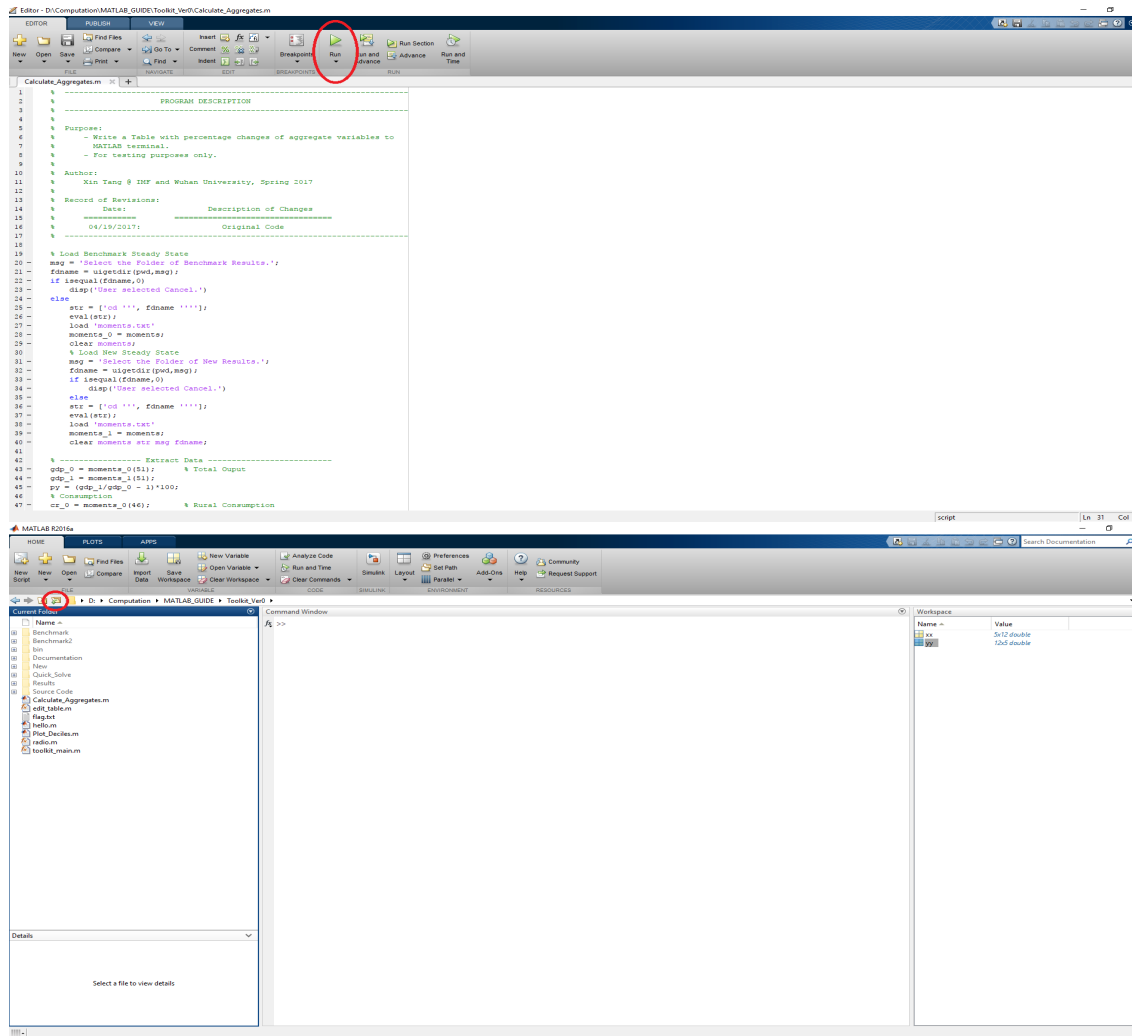 Editor - D:\Computation\MATLAB_GUIDE\Toolkit_Ver0\Calculate_Aggregates.m
EDITOR PUBLISH VIEW
New Open Save Find Files Compare Print Go To Find Insert fx Comment Indent Breakpoints Run Run and Advance Run Section Advance Run and Time
FILE NAVIGATE EDIT BREAKPOINTS RUN
Calculate_Aggregates.m
1 % -----------------------------------------------------------------------
2 % PROGRAM DESCRIPTION
3 % -----------------------------------------------------------------------
4 %
5 % Purpose:
6 % - Write a Table with percentage changes of aggregate variables to
7 % MATLAB terminal.
8 % - For testing purposes only.
9 %
10 % Author:
11 % Xin Tang @ IMF and Wuhan University, Spring 2017
12 %
13 % Record of Revisions:
14 % Date: Description of Changes
15 % =========== =================================
16 % 04/19/2017: Original Code
17 % -----------------------------------------------------------------------
18
19 % Load Benchmark Steady State
20 - msg = 'Select the Folder of Benchmark Results.';
21 - fdname = uigetdir(pwd,msg);
22 - if isequal(fdname,0)
23 - disp('User selected Cancel.')
24 - else
25 - str = ['cd ''', fdname ''''];
26 - eval(str);
27 - load 'moments.txt'
28 - moments_0 = moments;
29 - clear moments;
30 % Load New Steady State
31 - msg = 'Select the Folder of New Results.';
32 - fdname = uigetdir(pwd,msg);
33 - if isequal(fdname,0)
34 - disp('User selected Cancel.')
35 - else
36 - str = ['cd ''', fdname ''''];
37 - eval(str);
38 - load 'moments.txt'
39 - moments_1 = moments;
40 - clear moments str msg fdname;
41
42 % ----------------- Extract Data --------------------------
43 - gdp_0 = moments_0(51); % Total Ouput
44 - gdp_1 = moments_1(51);
45 - py = (gdp_1/gdp_0 - 1)*100;
46 % Consumption
47 - cr_0 = moments_0(46); % Rural Consumption
script Ln 31 Col
MATLAB R2016a
HOME PLOTS APPS
Search Documentation
New Script New Open Find Files Compare Import Data Save Workspace New Variable Open Variable Clear Workspace Analyze Code Run and Time Clear Commands Simulink Layout Preferences Set Path Parallel Add-Ons Help Community Request Support
FILE VARIABLE CODE SIMULINK ENVIRONMENT RESOURCES
D: Computation MATLAB_GUIDE Toolkit_Ver0
Current Folder
Name
Benchmark
Benchmark2
bin
Documentation
New
Quick_Solve
Results
Source Code
Calculate_Aggregates.m
edit_table.m
flag.txt
hello.m
Plot_Deciles.m
radio.m
toolkit_main.m
Details
Select a file to view details
Command Window
fx >>
Workspace
Name Value
xx 5x12 double
yy 12x5 double